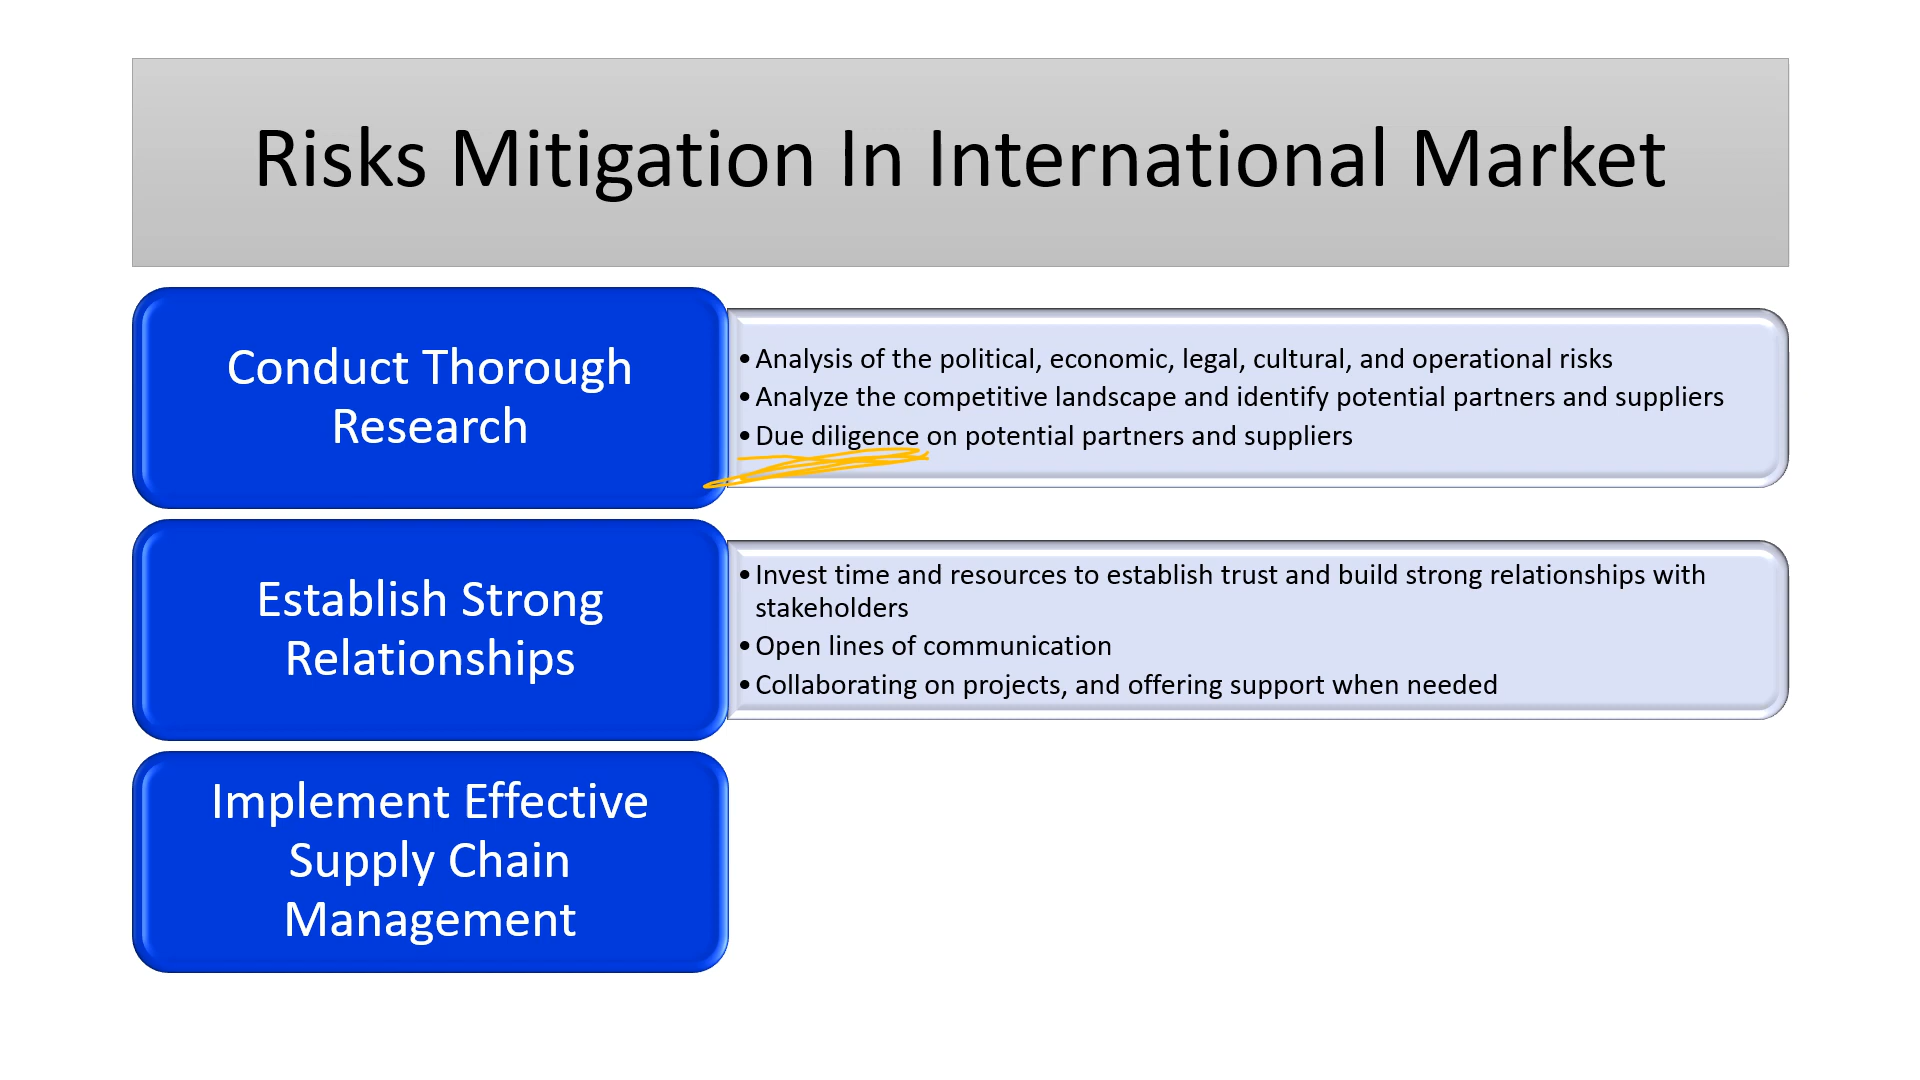 Risks Mitigation In International Market
Conduct Thorough
Research
•Analysis of the political, economic, legal, cultural, and operational risks
•Analyze the competitive landscape and identify potential partners and suppliers
•Due diligence on potential partners and suppliers
Establish Strong
Relationships
•Invest time and resources to establish trust and build strong relationships with
stakeholders
•Open lines of communication
•Collaborating on projects, and offering support when needed
Implement Effective
Supply Chain
Management